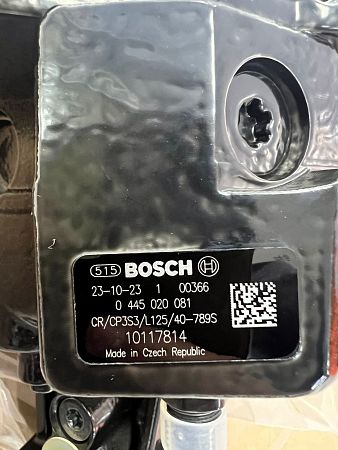 515 BOSCH
23-10-23 1 00366
0 445 020 081
CR/CP3S3/L125/40-789S
10117814
Made in Czech Republic